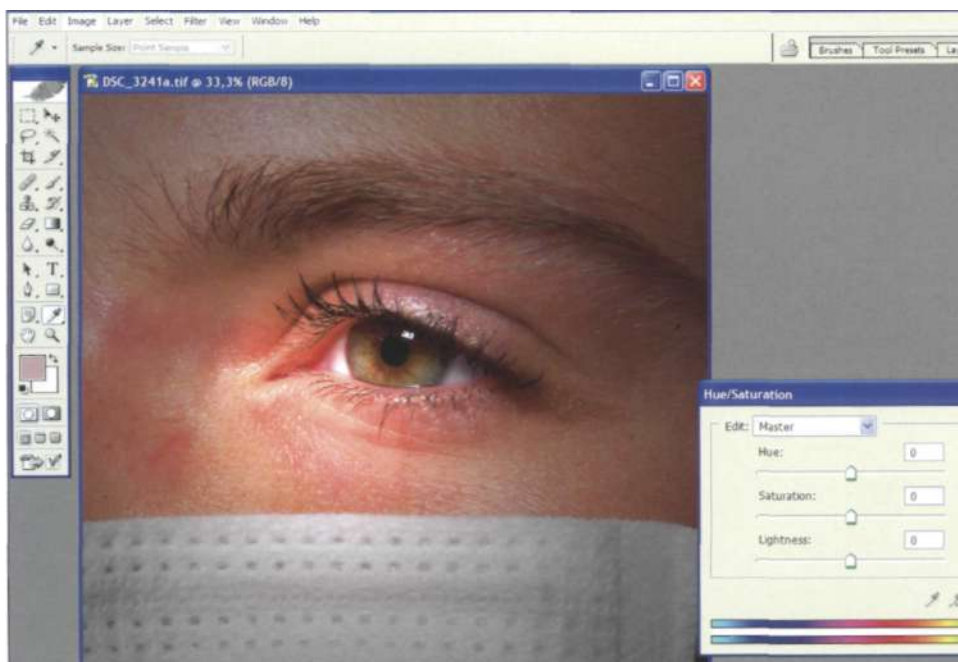 File Edit Image Layer Select Filter View Window Help
Sample Size: Point Sample
Brushes Tool Presets
DSC_3241a.tif @ 33,3% (RGB/8)
T
Hue/Saturation
Edit: Master
Hue: 0
Saturation: 0
Lightness: 0